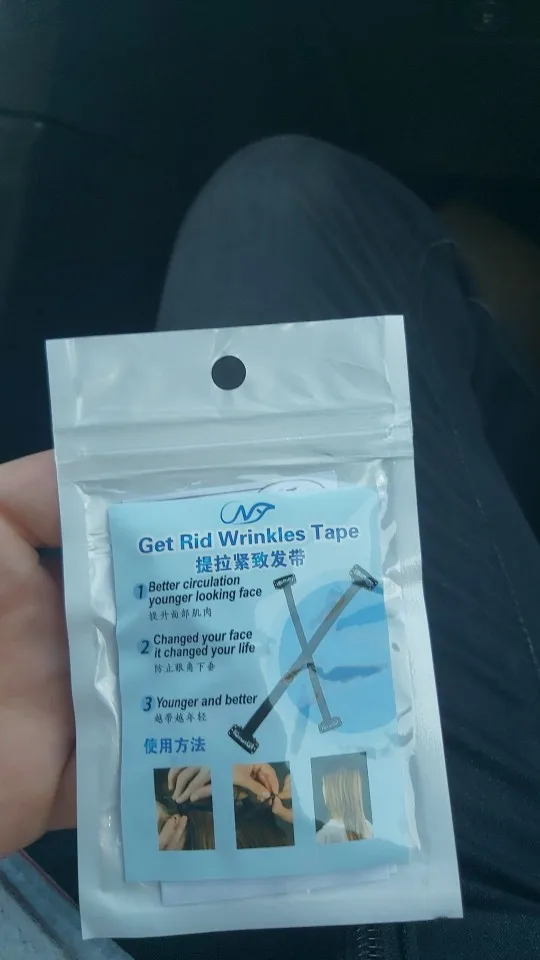 NT
Get Rid Wrinkles Tape
提拉紧致发带
1 Better circulation
younger looking face
提升面部肌肉
2 Changed your face
it changed your life
防止眼角下垂
3 Younger and better
越带越年轻
使用方法